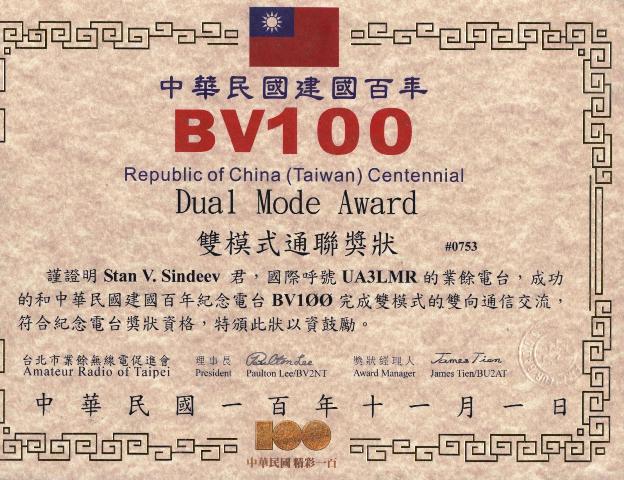 中華民國建國百年
BV100
Republic of China (Taiwan) Centennial
Dual Mode Award
雙模式通聯獎狀 #0753
謹證明 Stan V. Sindeev 君，國際呼號 UA3LMR 的業餘電台，成功
的和中華民國建國百年紀念電台 BV1ØØ 完成雙模式的雙向通信交流，
符合紀念電台獎狀資格，特頒此狀以資鼓勵。
台北市業餘無線電促進會 理事長 Paulton Lee 獎狀經理人 James Tien
Amateur Radio of Taipei President Paulton Lee/BV2NT Award Manager James Tien/BU2AT
中華民國一百年十一月一日
100
中華民國 精彩一百